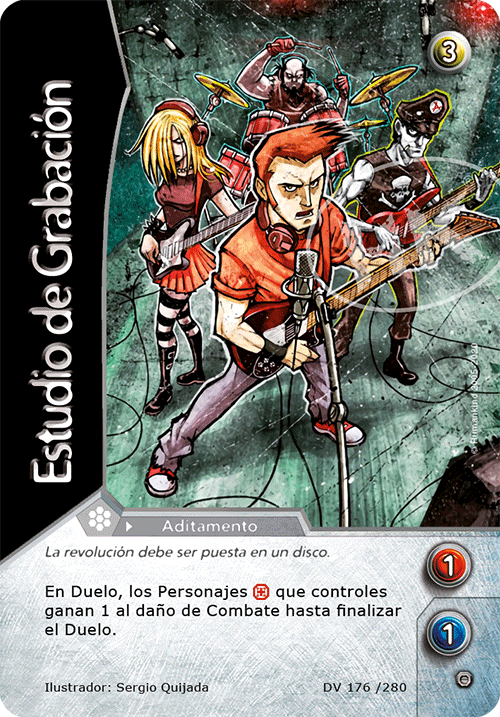 3
Estudio de Grabación
Aditamento
La revolución debe ser puesta en un disco.
En Duelo, los Personajes que controles
ganan 1 al daño de Combate hasta finalizar
el Duelo.
1
1
Ilustrador: Sergio Quijada
DV 176 /280